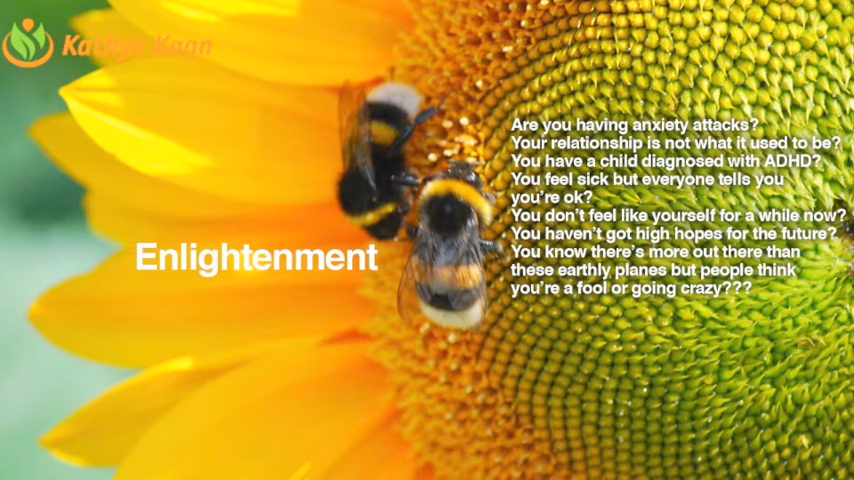 Enlightenment
Are you having anxiety attacks?
Your relationship is not what it used to be?
You have a child diagnosed with ADHD?
You feel sick but everyone tells you
you're ok?
You don't feel like yourself for a while now?
You haven't got high hopes for the future?
You know there's more out there than
these earthly planes but people think
you're a fool or going crazy???